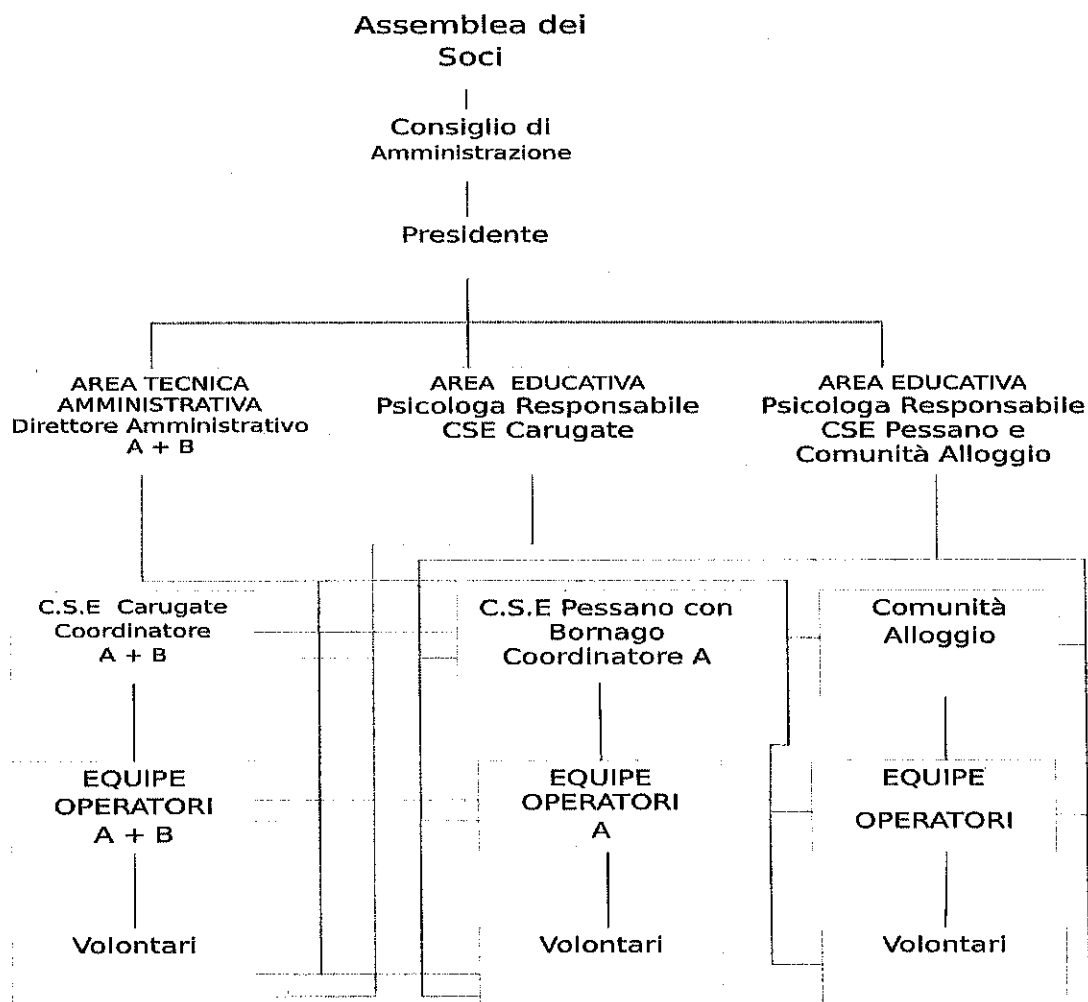 Assemblea dei
Soci
Consiglio di
Amministrazione
Presidente
AREA TECNICA
AMMINISTRATIVA
Direttore Amministrativo
A + B
AREA EDUCATIVA
Psicologa Responsabile
CSE Carugate
AREA EDUCATIVA
Psicologa Responsabile
CSE Pessano e
Comunità Alloggio
C.S.E Carugate
Coordinatore
A + B
C.S.E Pessano con
Bornago
Coordinatore A
Comunità
Alloggio
EQUIPE
OPERATORI
A + B
EQUIPE
OPERATORI
A
EQUIPE
OPERATORI
Volontari
Volontari
Volontari